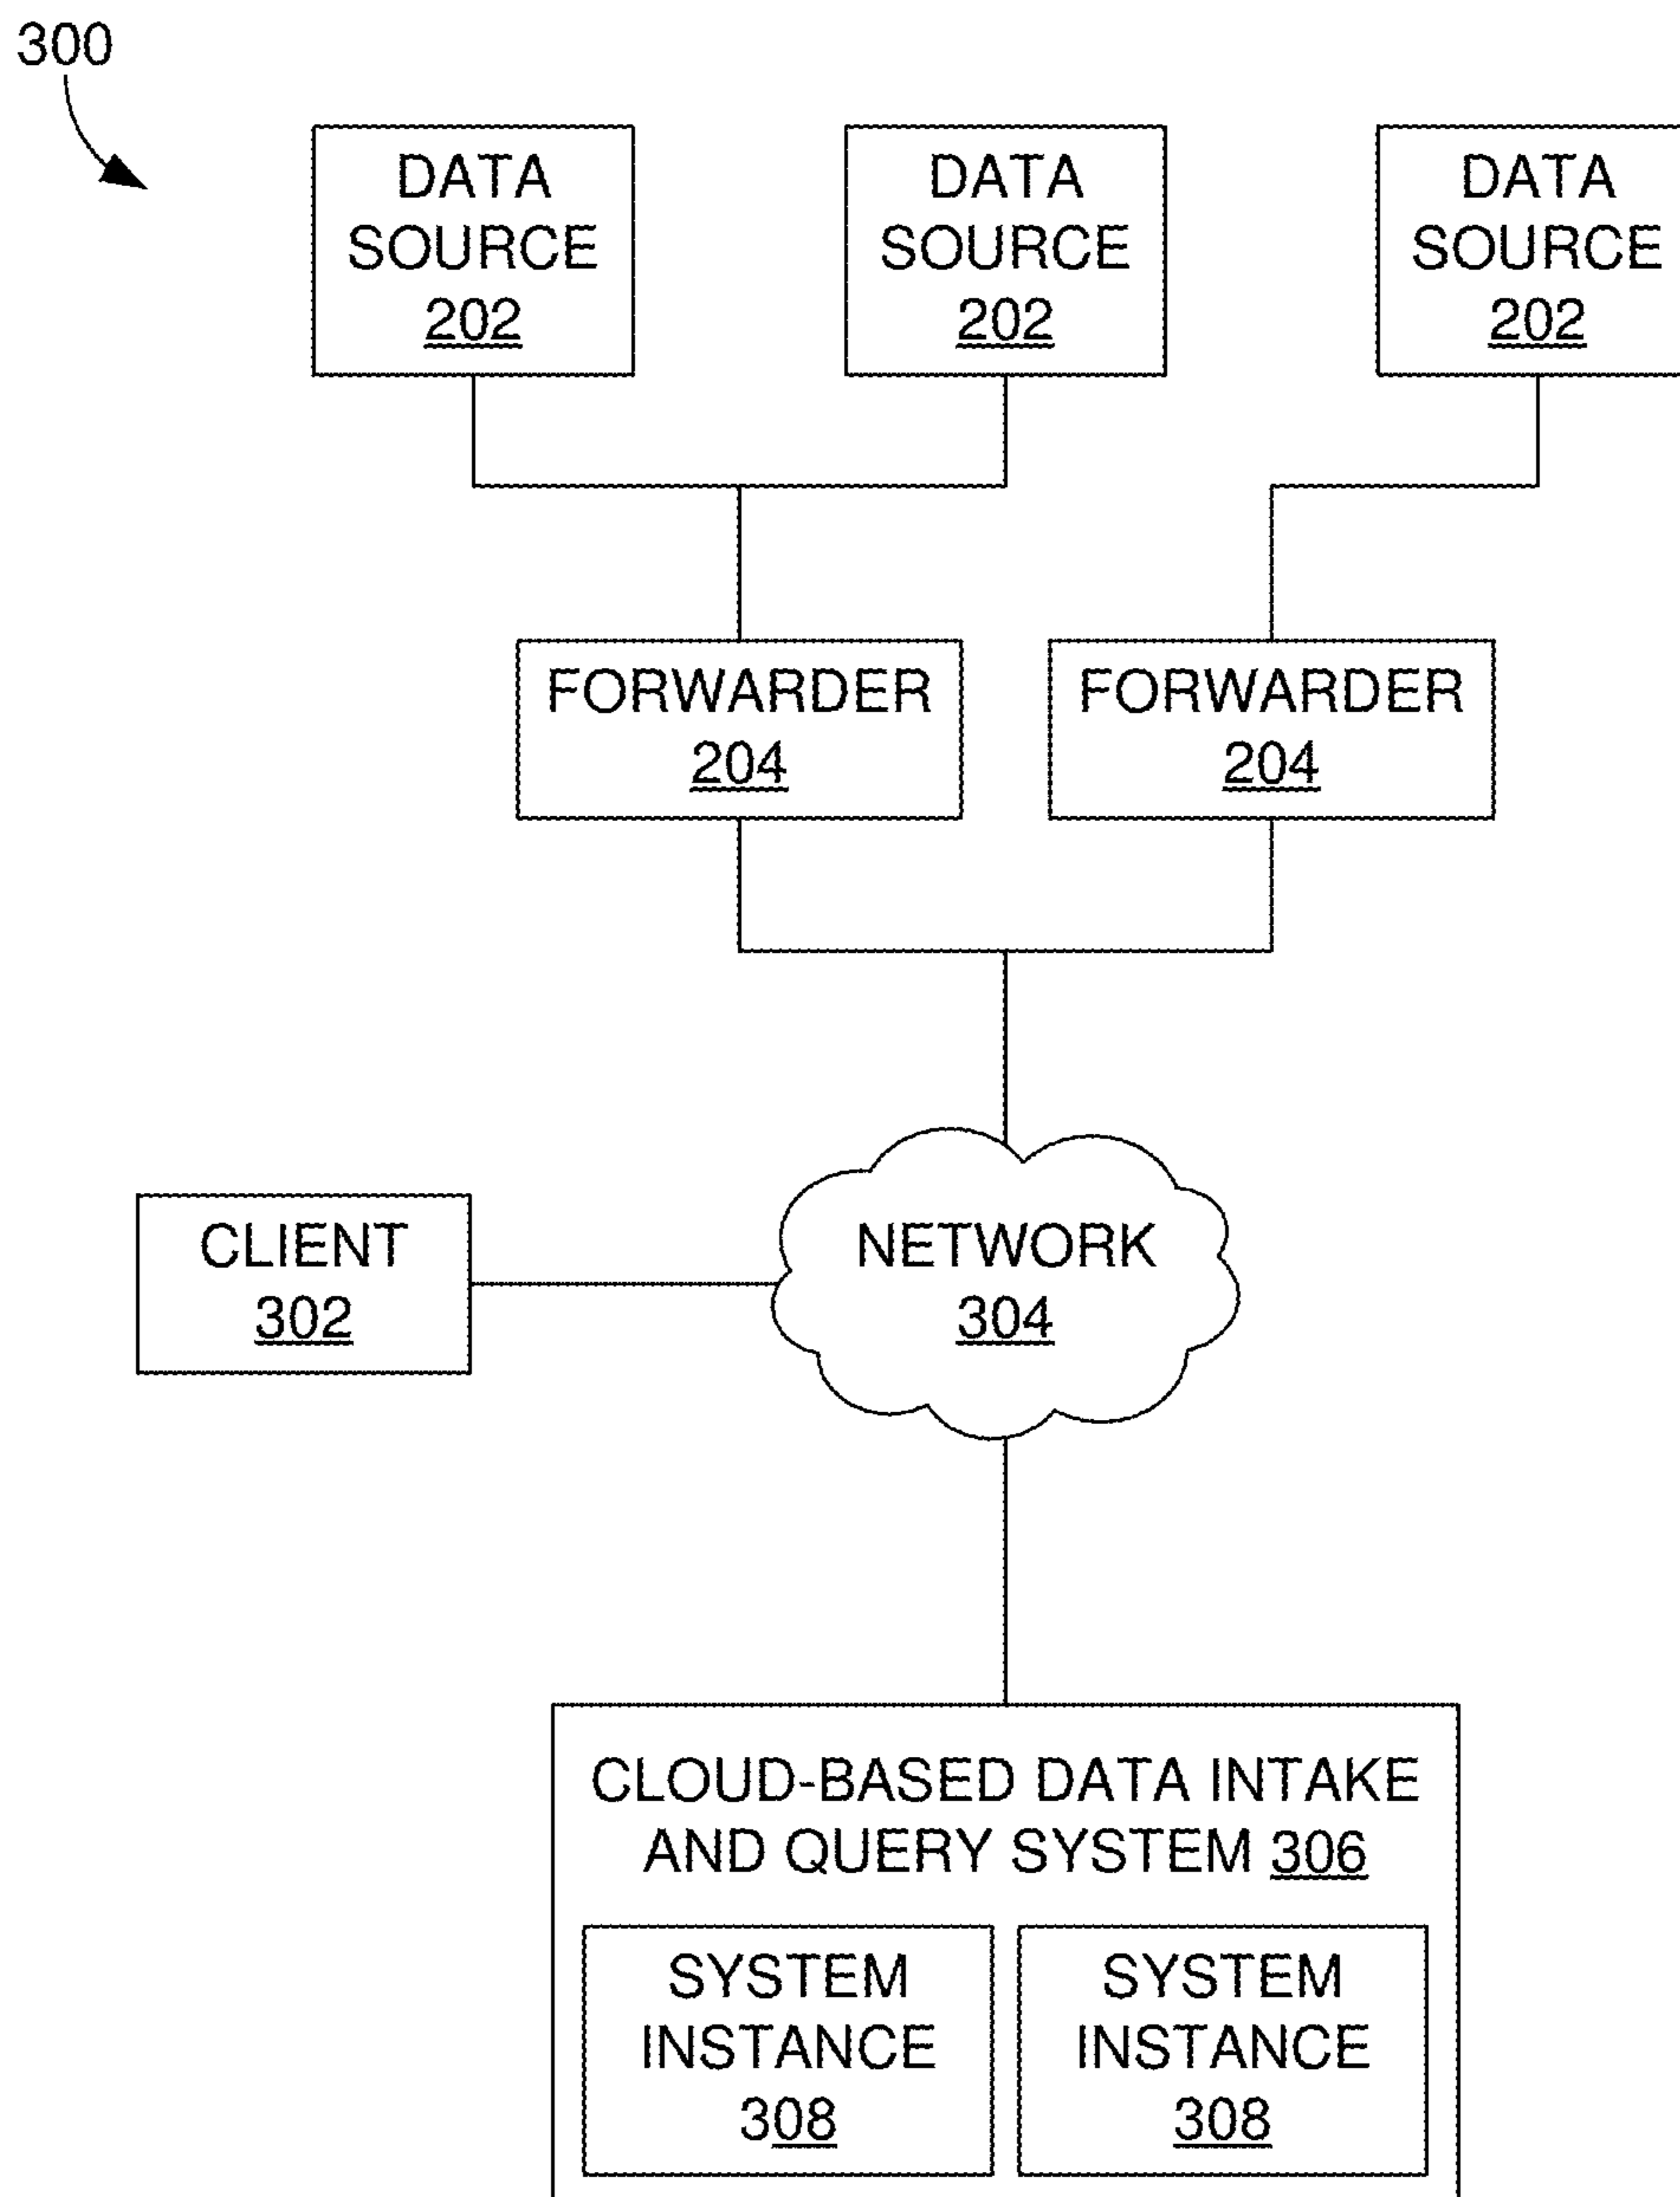 300
DATA
SOURCE
202
DATA
SOURCE
202
DATA
SOURCE
202
FORWARDER
204
FORWARDER
204
CLIENT
302
NETWORK
304
CLOUD-BASED DATA INTAKE
AND QUERY SYSTEM 306
SYSTEM
INSTANCE
308
SYSTEM
INSTANCE
308